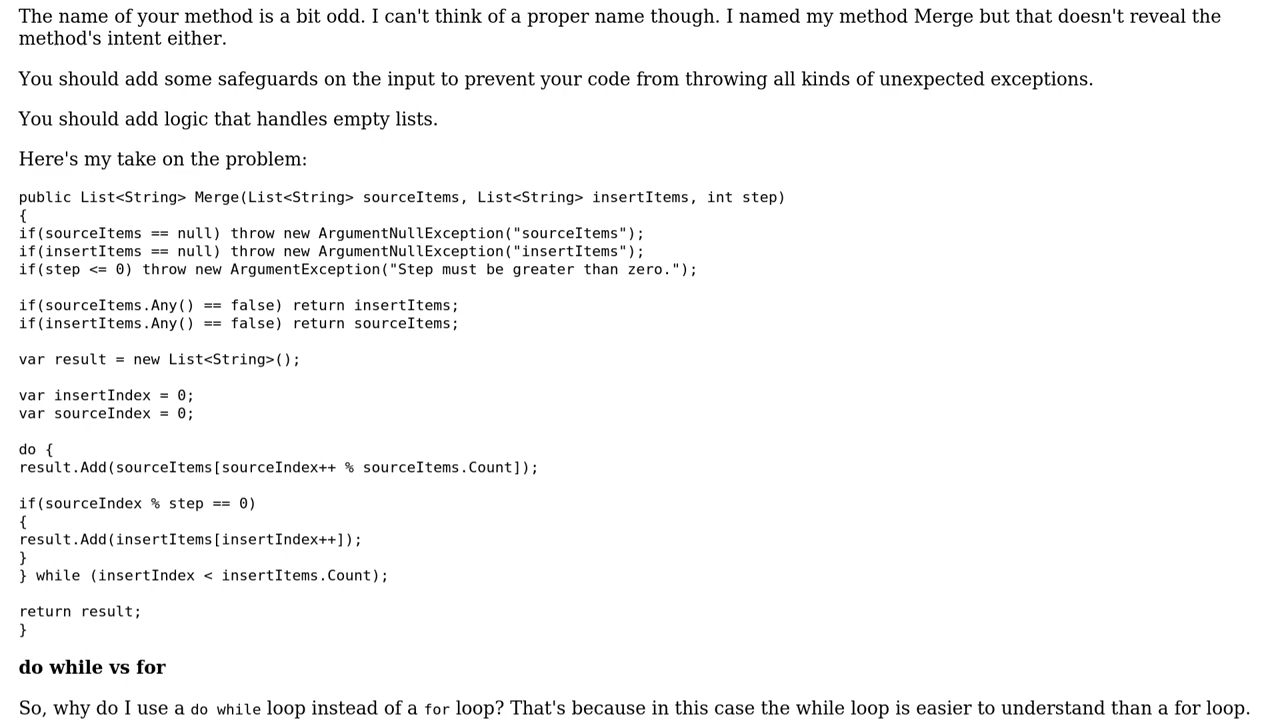 The name of your method is a bit odd. I can't think of a proper name though. I named my method Merge but that doesn't reveal the
method's intent either.
You should add some safeguards on the input to prevent your code from throwing all kinds of unexpected exceptions.
You should add logic that handles empty lists.
Here's my take on the problem:
public List<String> Merge(List<String> sourceItems, List<String> insertItems, int step)
{
if(sourceItems == null) throw new ArgumentNullException("sourceItems");
if(insertItems == null) throw new ArgumentNullException("insertItems");
if(step <= 0) throw new ArgumentException("Step must be greater than zero.");
if(sourceItems.Any() == false) return insertItems;
if(insertItems.Any() == false) return sourceItems;
var result = new List<String>();
var insertIndex = 0;
var sourceIndex = 0;
do {
result.Add(sourceItems[sourceIndex++ % sourceItems.Count]);
if(sourceIndex % step == 0)
{
result.Add(insertItems[insertIndex++]);
}
} while (insertIndex < insertItems.Count);
return result;
}
do while vs for
So, why do I use a do while loop instead of a for loop? That's because in this case the while loop is easier to understand than a for loop.